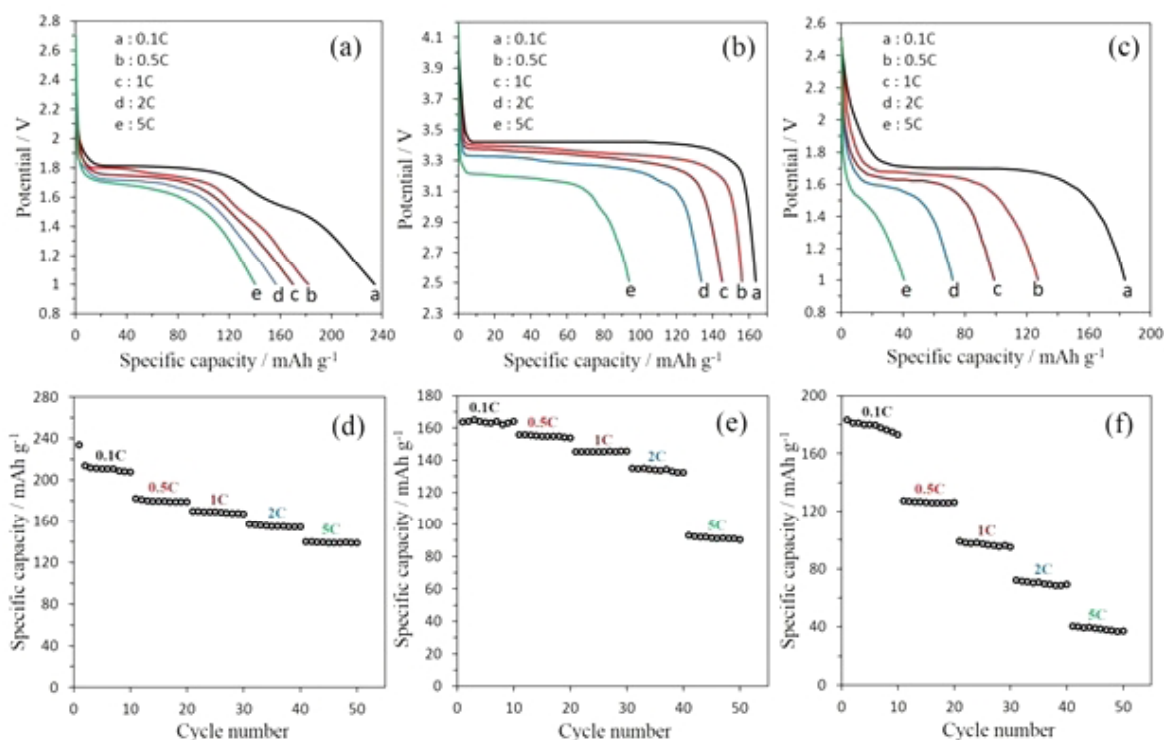 2.8
2.6
2.4
2.2
2.0
1.8
1.6
1.4
1.2
1.0
0.8
Potential / V
a : 0.1C
b : 0.5C
c : 1C
d : 2C
e : 5C
(a)
e d c b a
0 40 80 120 160 200 240 280
Specific capacity / mAh g⁻¹
4.1
3.9
3.7
3.5
3.3
3.1
2.9
2.7
2.5
2.3
Potential / V
a : 0.1C
b : 0.5C
c : 1C
d : 2C
e : 5C
(b)
e d c b a
0 20 40 60 80 100 120 140 160
Specific capacity / mAh g⁻¹
2.6
2.4
2.2
2.0
1.8
1.6
1.4
1.2
1
0.8
Potential / V
a : 0.1C
b : 0.5C
c : 1C
d : 2C
e : 5C
(c)
e d c b a
0 40 80 120 160 200
Specific capacity / mAh g⁻¹
280
240
200
160
120
80
40
0
Specific capacity / mAh g⁻¹
(d)
0.1C
0.5C
1C
2C
5C
0 10 20 30 40 50
Cycle number
180
160
140
120
100
80
60
40
20
0
Specific capacity / mAh g⁻¹
(e)
0.1C
0.5C
1C
2C
5C
0 10 20 30 40 50
Cycle number
200
160
120
80
40
0
Specific capacity / mAh g⁻¹
(f)
0.1C
0.5C
1C
2C
5C
0 10 20 30 40 50
Cycle number